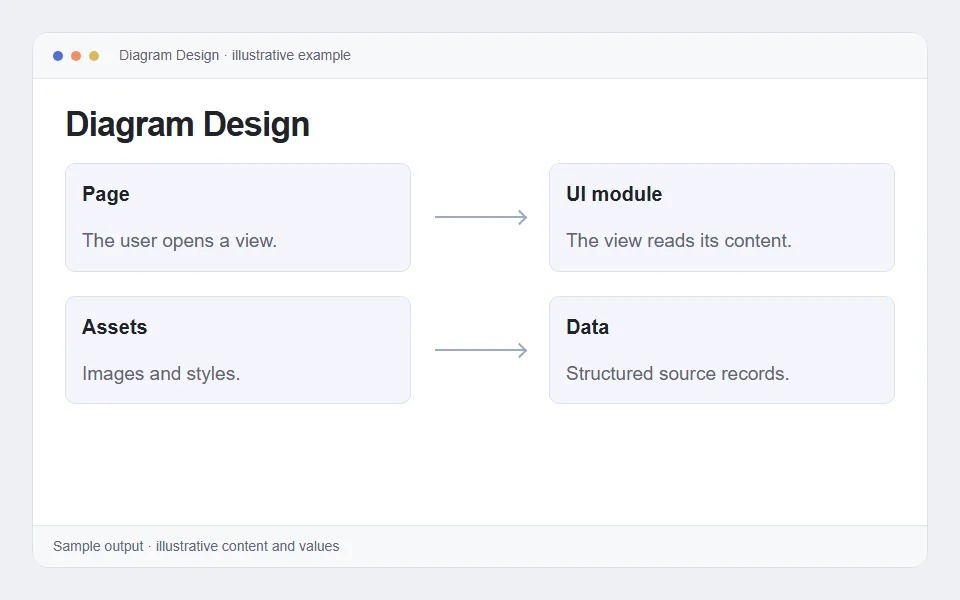 Diagram Design · illustrative example
Diagram Design
Page
The user opens a view.
UI module
The view reads its content.
Assets
Images and styles.
Data
Structured source records.
Sample output · illustrative content and values